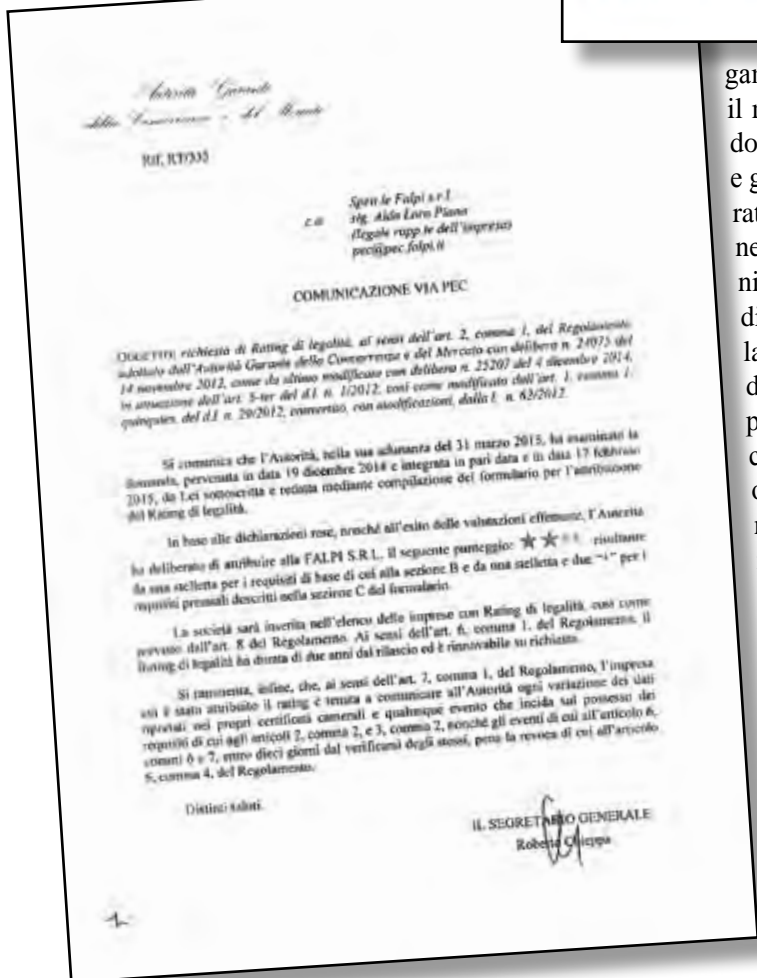 Autorità Garante
della Concorrenza e del Mercato
Rif. RT/335
c.a.
Spett.le Falpi s.r.l.
sig. Aldo Loro Piana
(legale rapp.te dell'impresa)
pec@pec.falpi.it
COMUNICAZIONE VIA PEC
OGGETTO: richiesta di Rating di legalità, ai sensi dell'art. 2, comma 1, del Regolamento
adottato dall'Autorità Garante della Concorrenza e del Mercato con delibera n. 24075 del
14 novembre 2012, come da ultimo modificato con delibera n. 25207 del 4 dicembre 2014,
in attuazione dell'art. 5-ter del d.l. n. 1/2012, così come modificato dall'art. 1, comma 1-
quinquies, del d.l. n. 29/2012, convertito, con modificazioni, dalla l. n. 62/2012.
Si comunica che l'Autorità, nella sua adunanza del 31 marzo 2015, ha esaminato la
domanda, pervenuta in data 19 dicembre 2014 e integrata in pari data e in data 17 febbraio
2015, da Lei sottoscritta e redatta mediante compilazione del formulario per l'attribuzione
del Rating di legalità.
In base alle dichiarazioni rese, nonché all'esito delle valutazioni effettuate, l'Autorità
ha deliberato di attribuire alla FALPI S.R.L. il seguente punteggio: ★★++ risultante
da una stelletta per i requisiti di base di cui alla sezione B e da una stelletta e due "+" per i
requisiti premiali descritti nella sezione C del formulario.
La società sarà inserita nell'elenco delle imprese con Rating di legalità, così come
previsto dall'art. 8 del Regolamento. Ai sensi dell'art. 6, comma 1, del Regolamento, il
Rating di legalità ha durata di due anni dal rilascio ed è rinnovabile su richiesta.
Si rammenta, infine, che, ai sensi dell'art. 7, comma 1, del Regolamento, l'impresa
cui è stato attribuito il rating è tenuta a comunicare all'Autorità ogni variazione dei dati
riportati nei propri certificati camerali e qualunque evento che incida sul possesso dei
requisiti di cui agli articoli 2, comma 2, e 3, comma 2, nonché gli eventi di cui all'articolo 6,
commi 6 e 7, entro dieci giorni dal verificarsi degli stessi, pena la revoca di cui all'articolo
6, comma 4, del Regolamento.
Distinti saluti.
IL SEGRETARIO GENERALE
Roberto Chieppa
gar
il
do
e g
rat
ne
ni
di
la
d
p
c